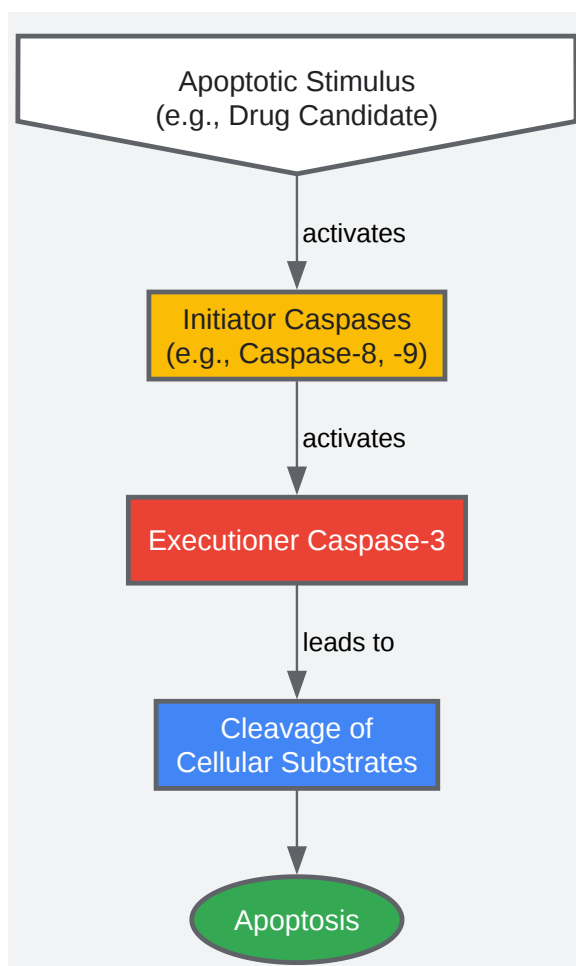 Apoptotic Stimulus
(e.g., Drug Candidate)
activates
Initiator Caspases
(e.g., Caspase-8, -9)
activates
Executioner Caspase-3
leads to
Cleavage of
Cellular Substrates
Apoptosis